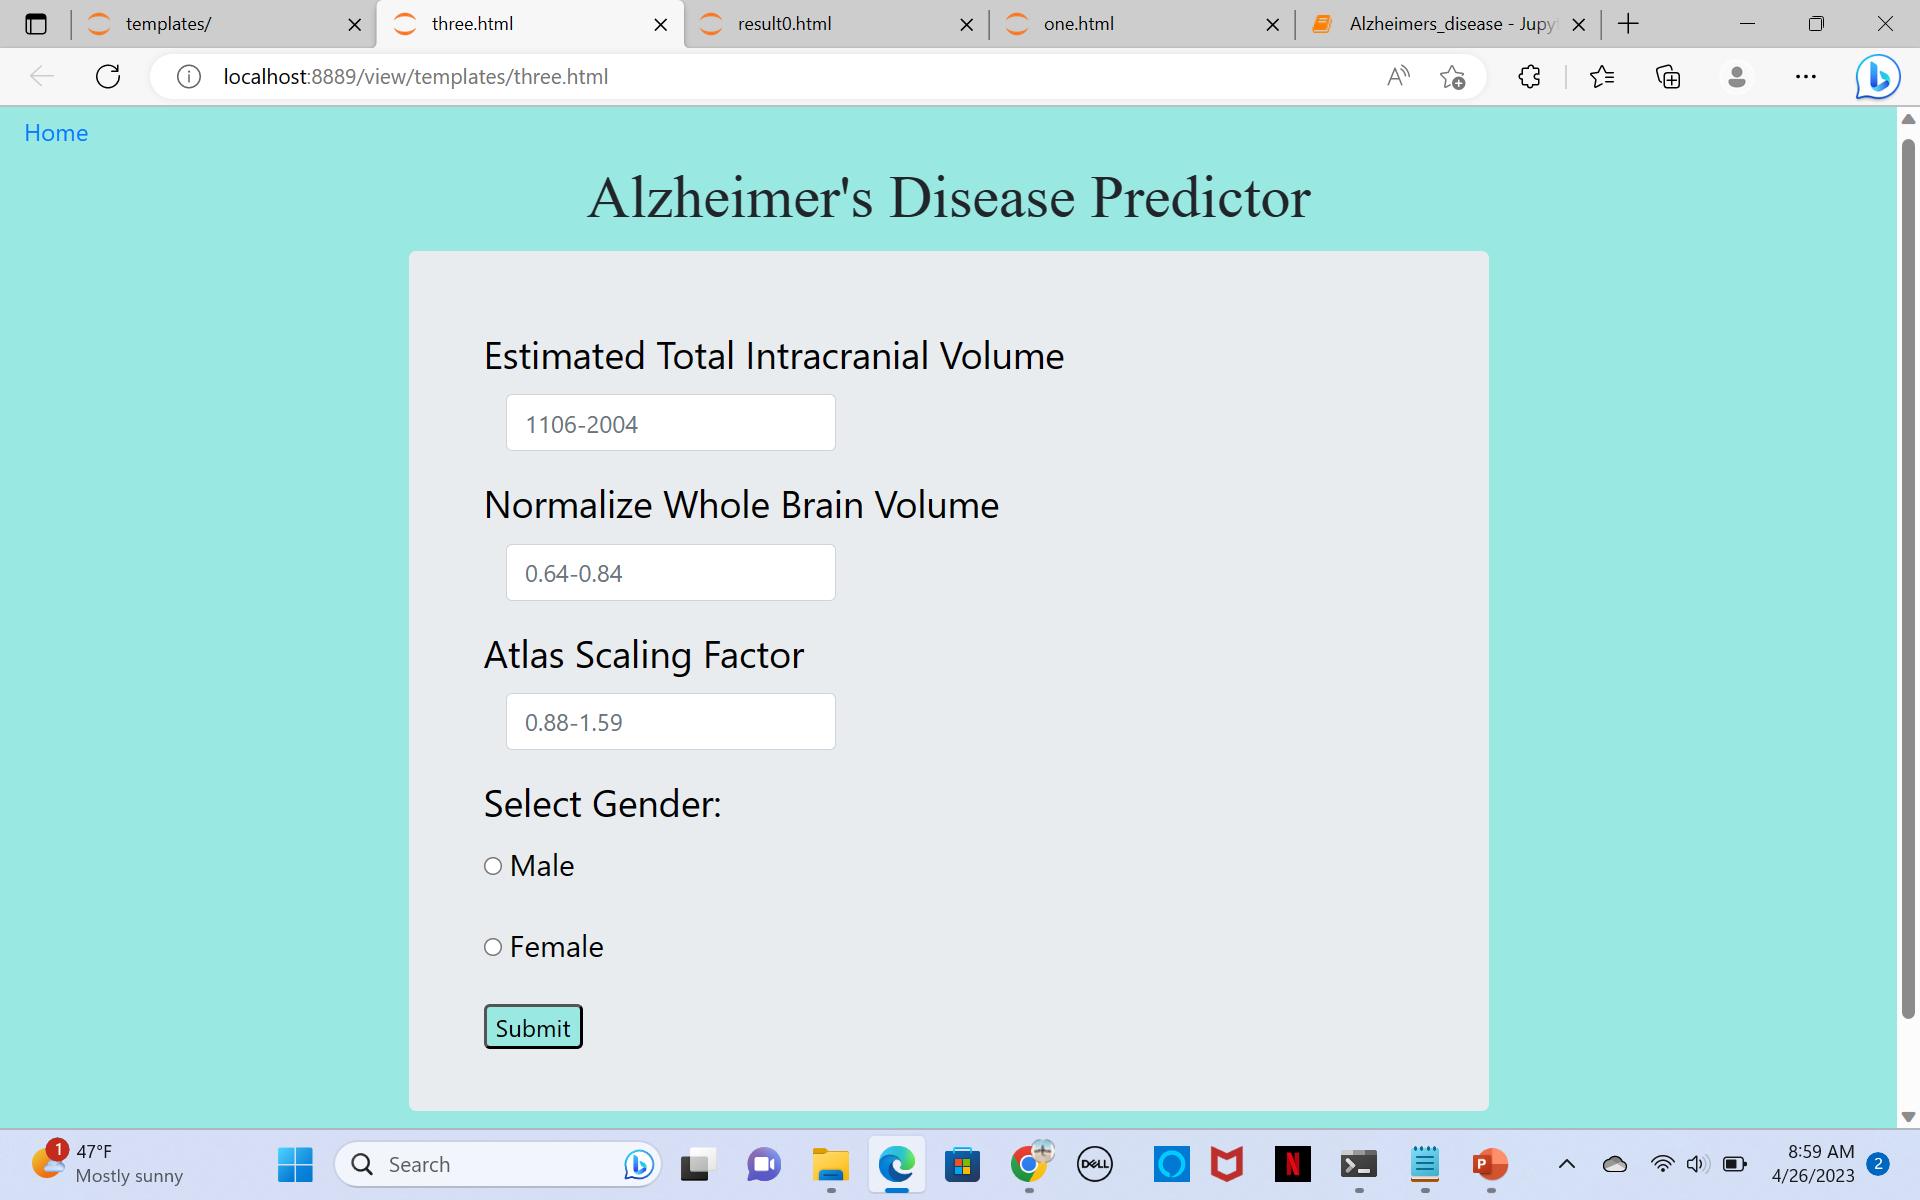 templates/
three.html
result0.html
one.html
Alzheimers_disease - Jupy
localhost:8889/view/templates/three.html
Home
Alzheimer's Disease Predictor
Estimated Total Intracranial Volume
1106-2004
Normalize Whole Brain Volume
0.64-0.84
Atlas Scaling Factor
0.88-1.59
Select Gender:
Male
Female
Submit
1
47°F
Mostly sunny
Search
DELL
N
P
8:59 AM
4/26/2023
2